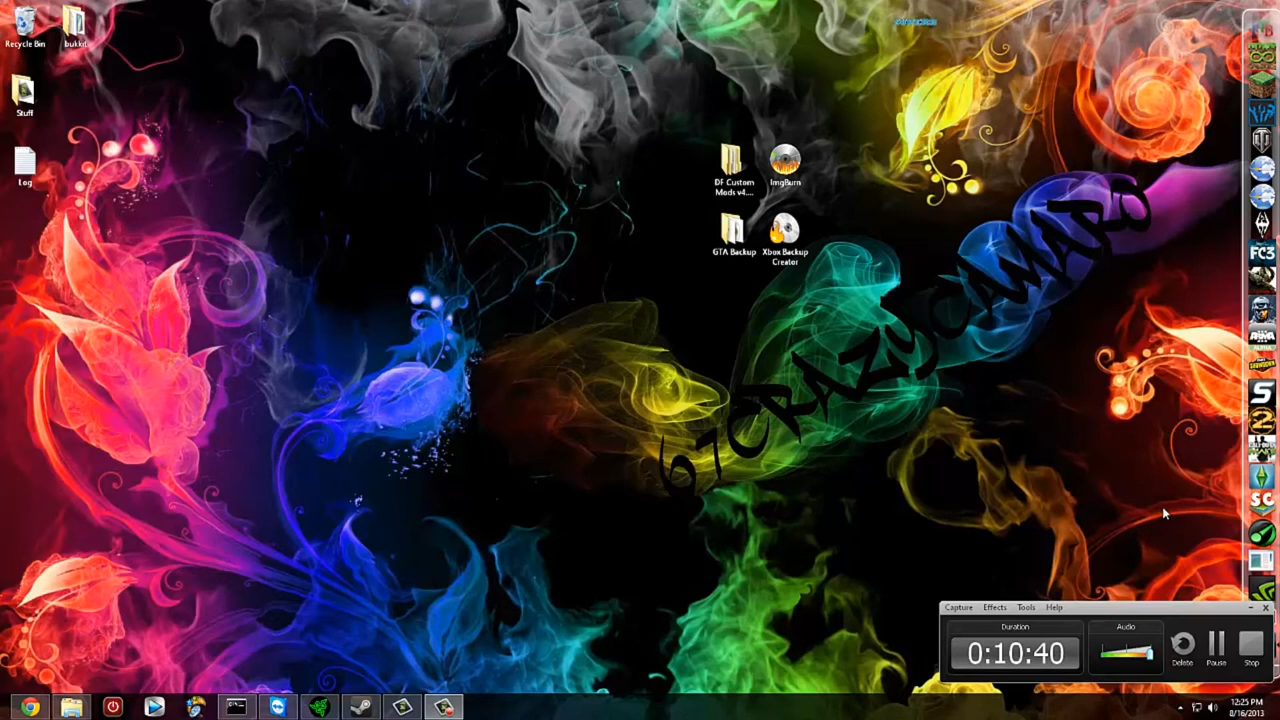 Recycle Bin
bukkit
Stuff
Log
DF Custom
Mods v4....
ImgBurn
GTA Backup
Xbox Backup
Creator
67CRAZYCAMARO
FC3
SC
Capture Effects Tools Help
Duration
Audio
0:10:40
Delete
Pause
Stop
12:25 PM
8/16/2013